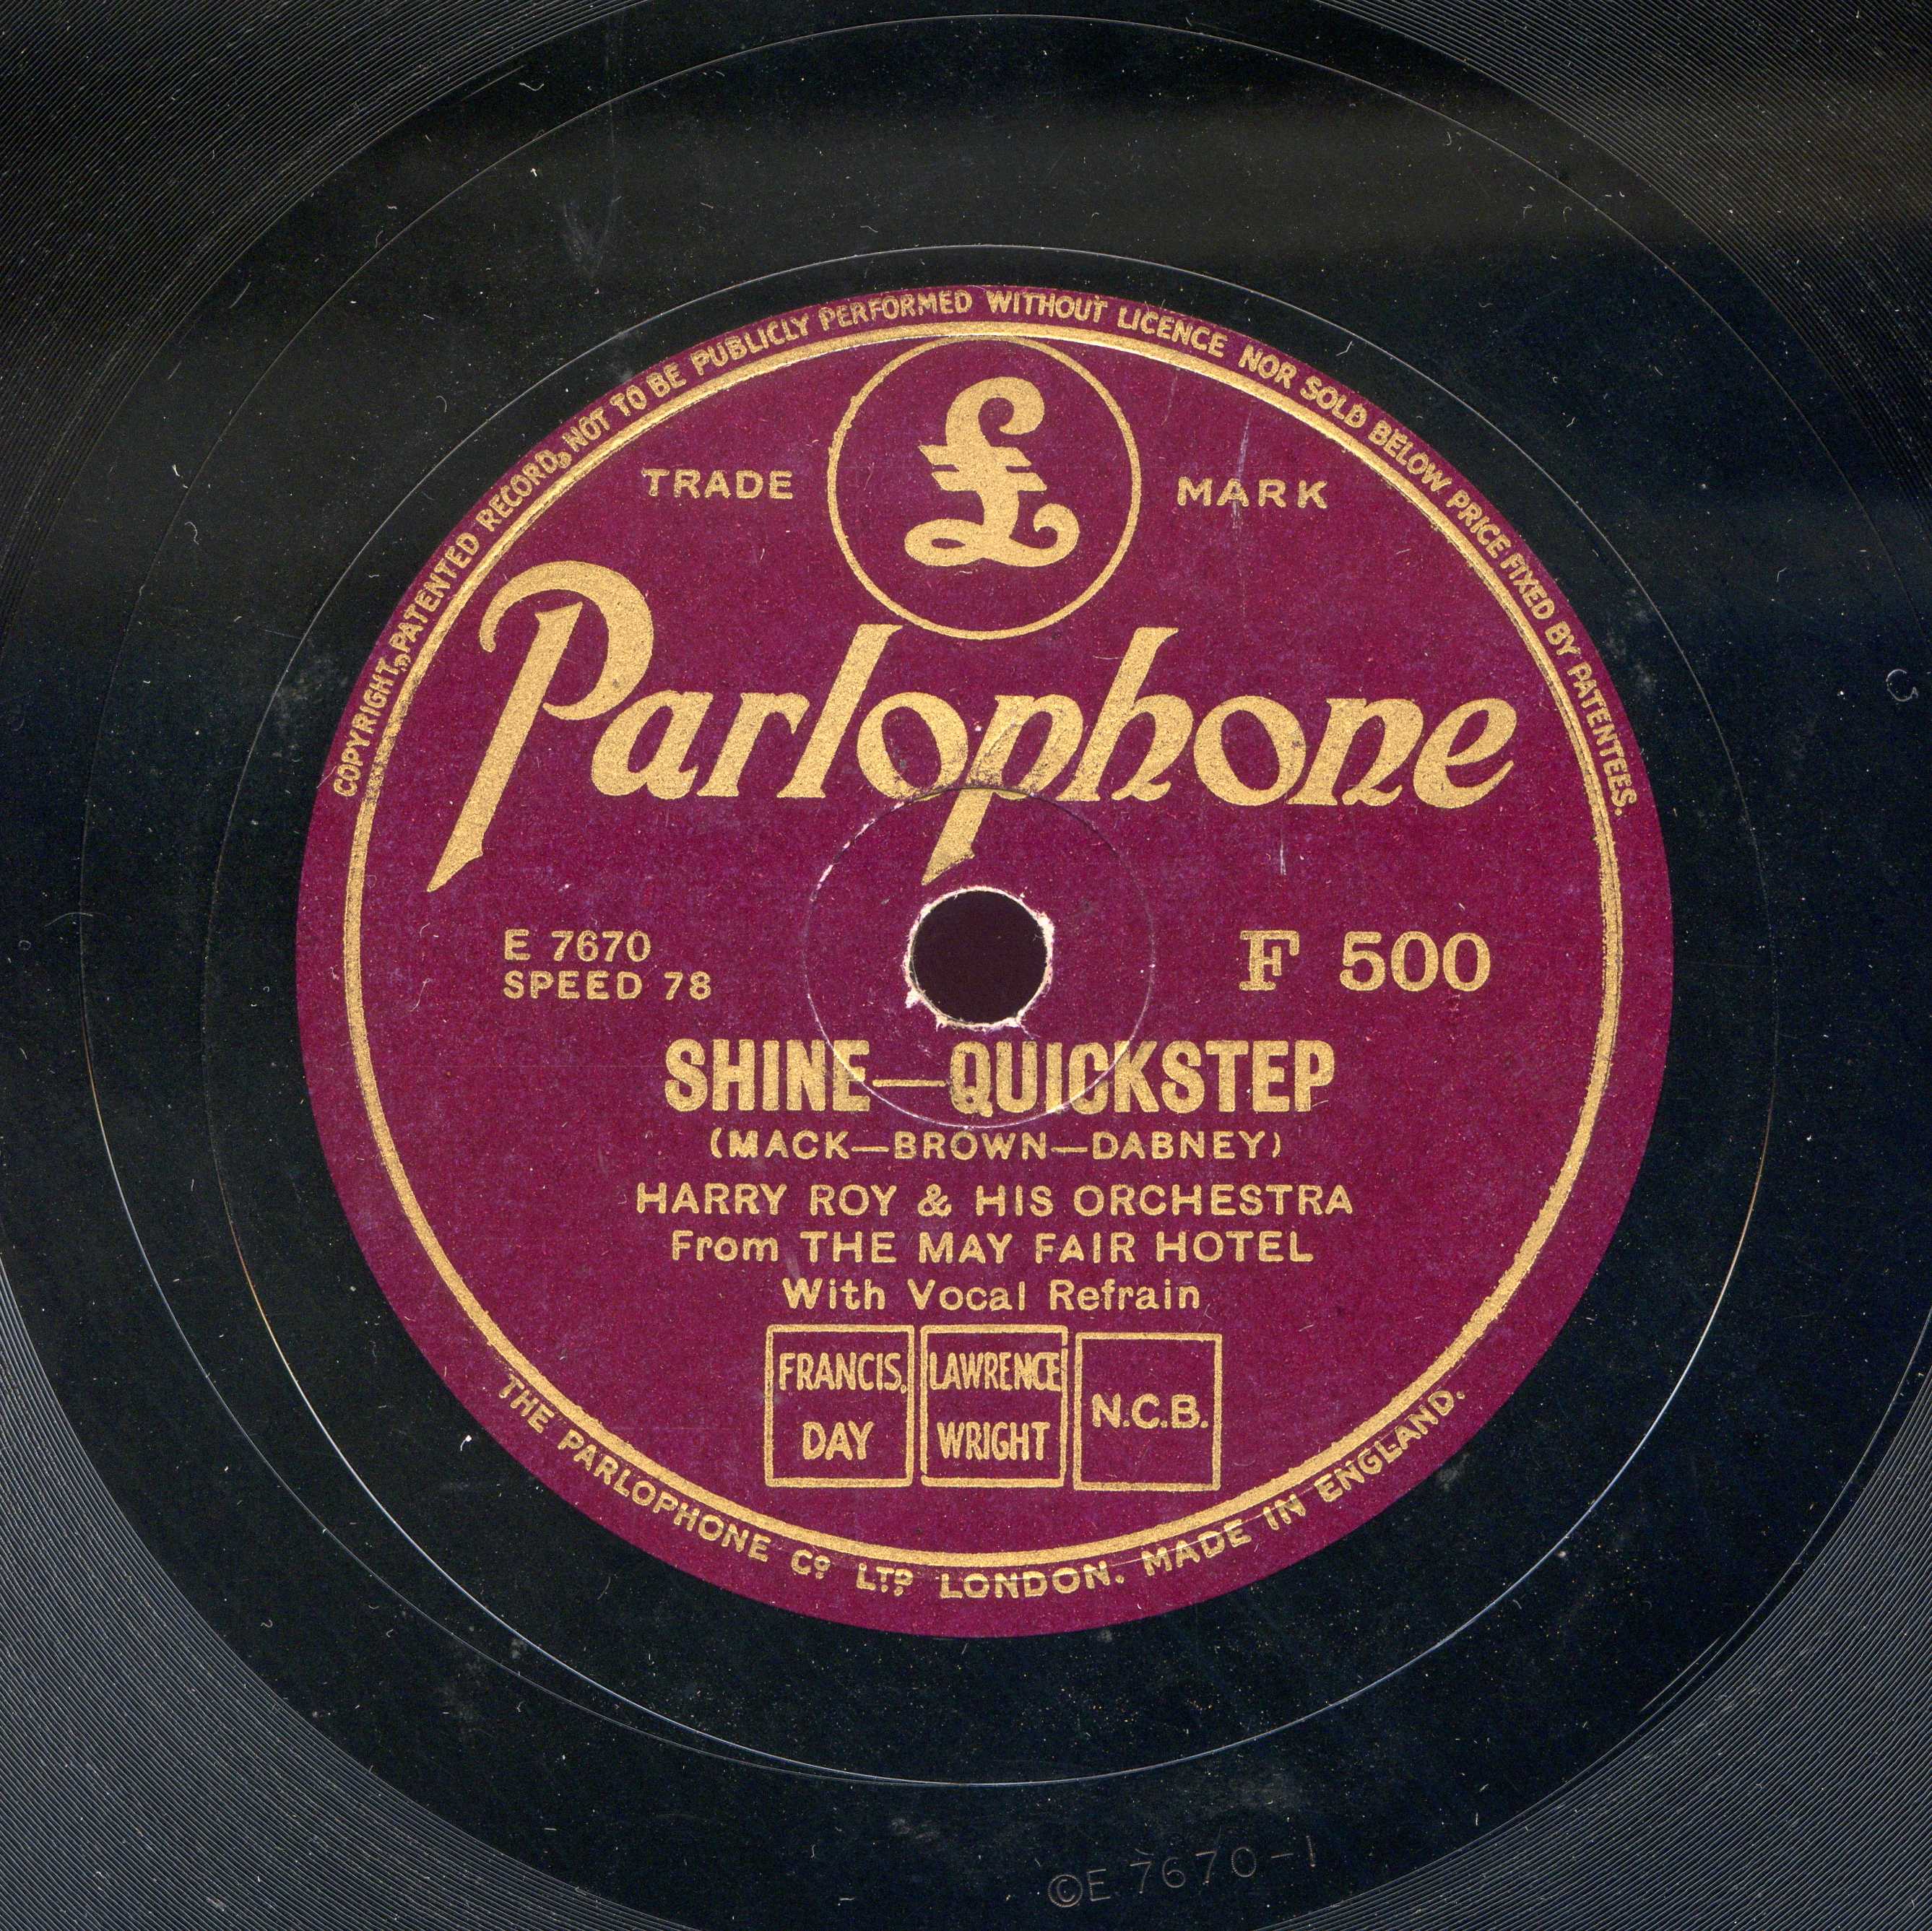 COPYRIGHT. PATENTED RECORD, NOT TO BE PUBLICLY PERFORMED WITHOUT LICENCE NOR SOLD BELOW PRICE FIXED BY PATENTEES.
TRADE £ MARK
Parlophone
E 7670
SPEED 78
F 500
SHINE—QUICKSTEP
(MACK—BROWN—DABNEY)
HARRY ROY & HIS ORCHESTRA
From THE MAY FAIR HOTEL
With Vocal Refrain
FRANCIS, DAY
LAWRENCE WRIGHT
N.C.B.
THE PARLOPHONE Cº LTD LONDON. MADE IN ENGLAND.
©E 7670-1